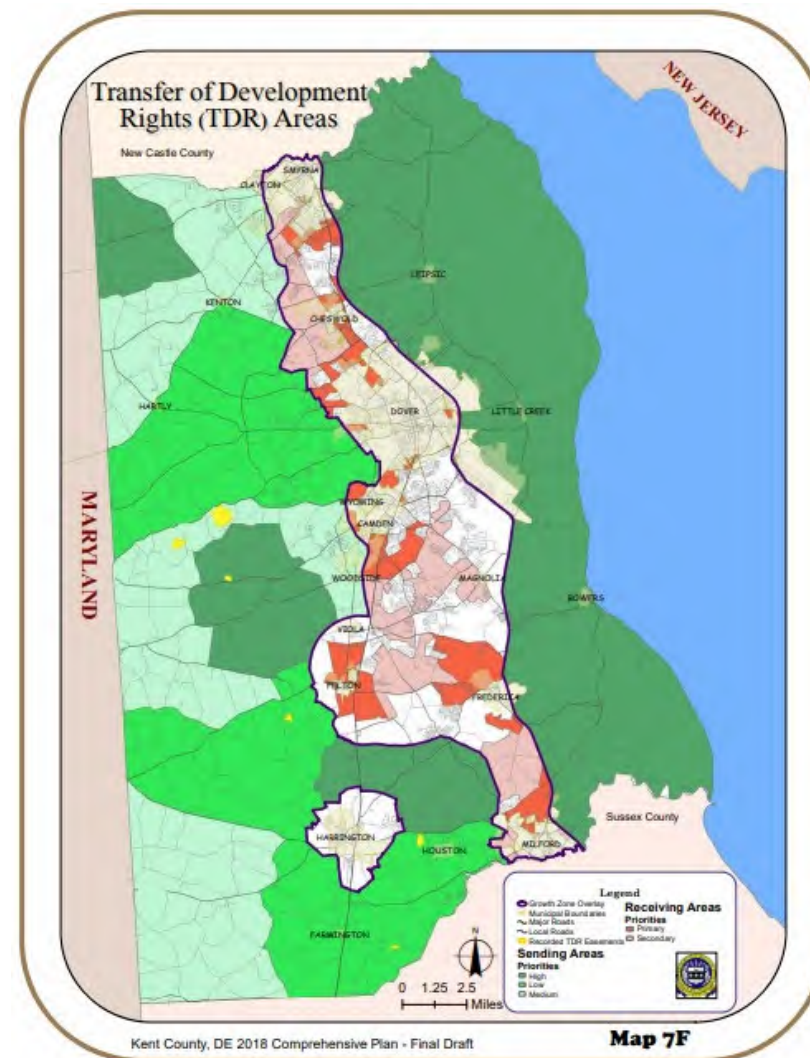 Transfer of Development
Rights (TDR) Areas
New Castle County
NEW JERSEY
SMYRNA
CLAYTON
LEIPSIC
KENTON
CHESWOLD
HARTLY
DOVER
LITTLE CREEK
MARYLAND
WYOMING
CAMDEN
WOODSIDE
MAGNOLIA
BOWERS
VIOLA
FELTON
FREDERICA
Sussex County
HARRINGTON
HOUSTON
MILFORD
FARMINGTON
Legend
Growth Zone Overlay
Municipal Boundaries
Major Roads
Local Roads
Recorded TDR Easements
Sending Areas
Priorities
High
Low
Medium
Receiving Areas
Priorities
Primary
Secondary
N
0 1.25 2.5
Miles
Kent County, DE 2018 Comprehensive Plan - Final Draft
Map 7F